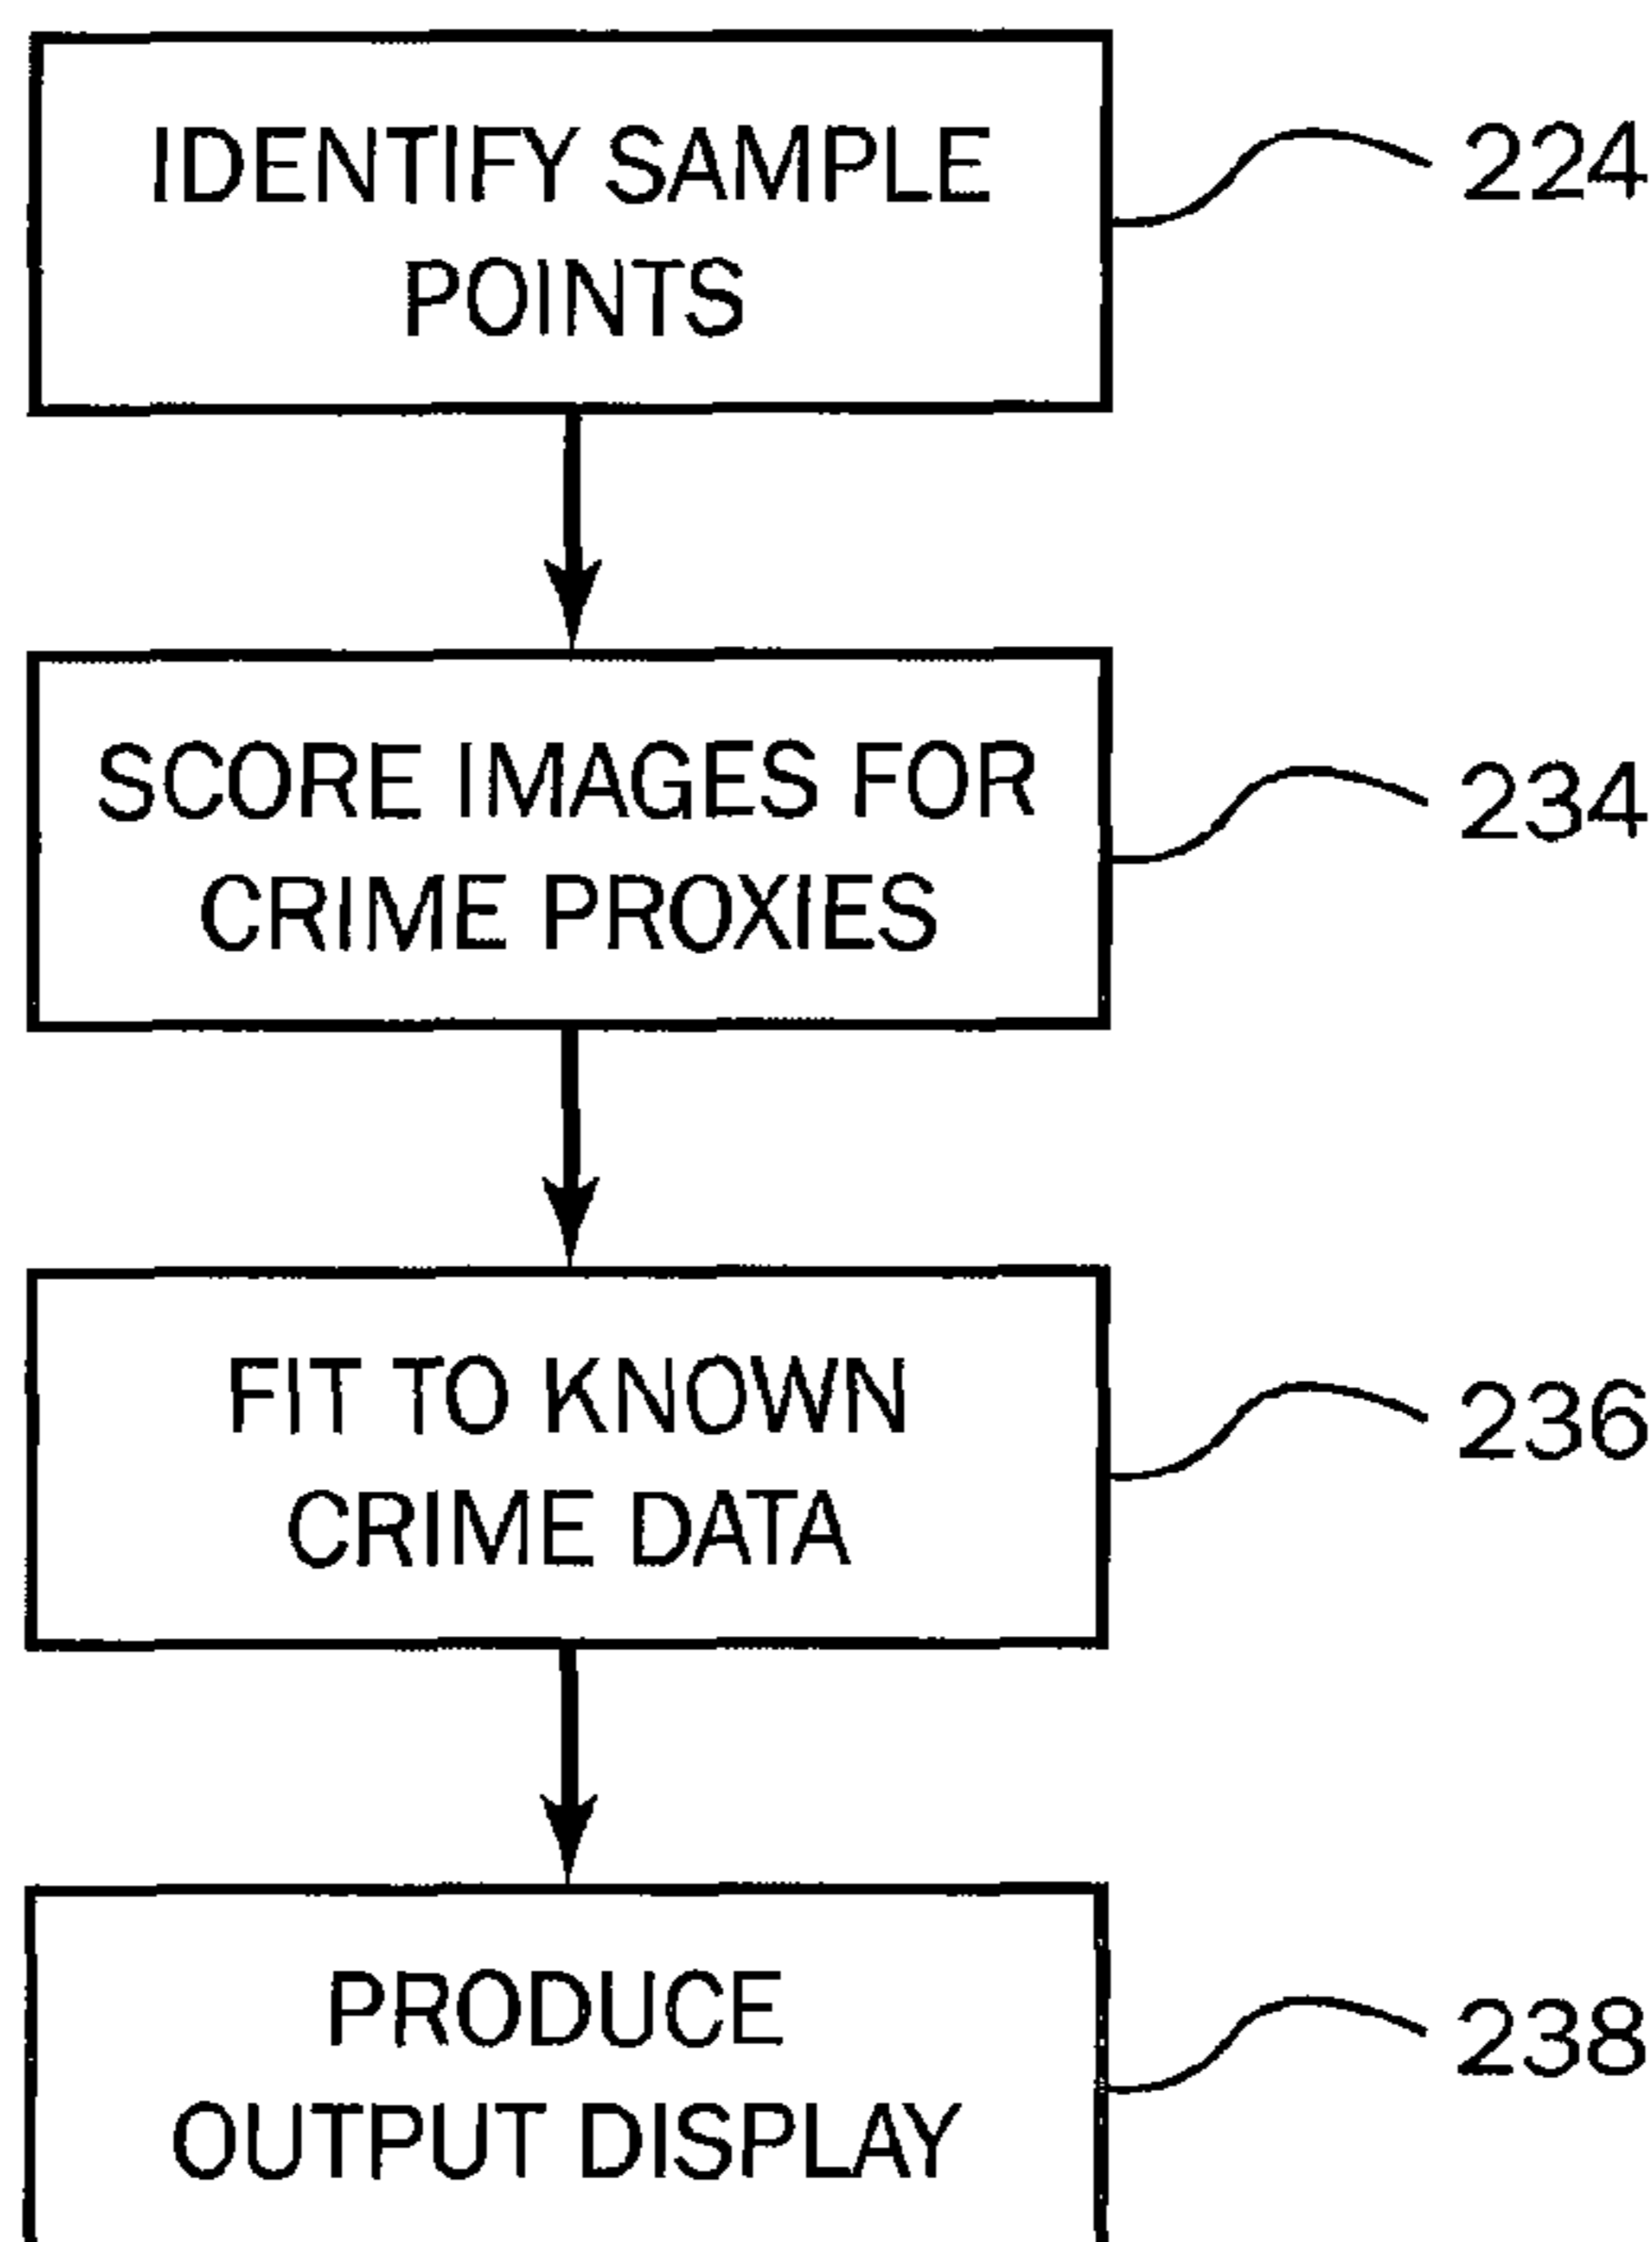 IDENTIFY SAMPLE
POINTS
224
SCORE IMAGES FOR
CRIME PROXIES
234
FIT TO KNOWN
CRIME DATA
236
PRODUCE
OUTPUT DISPLAY
238